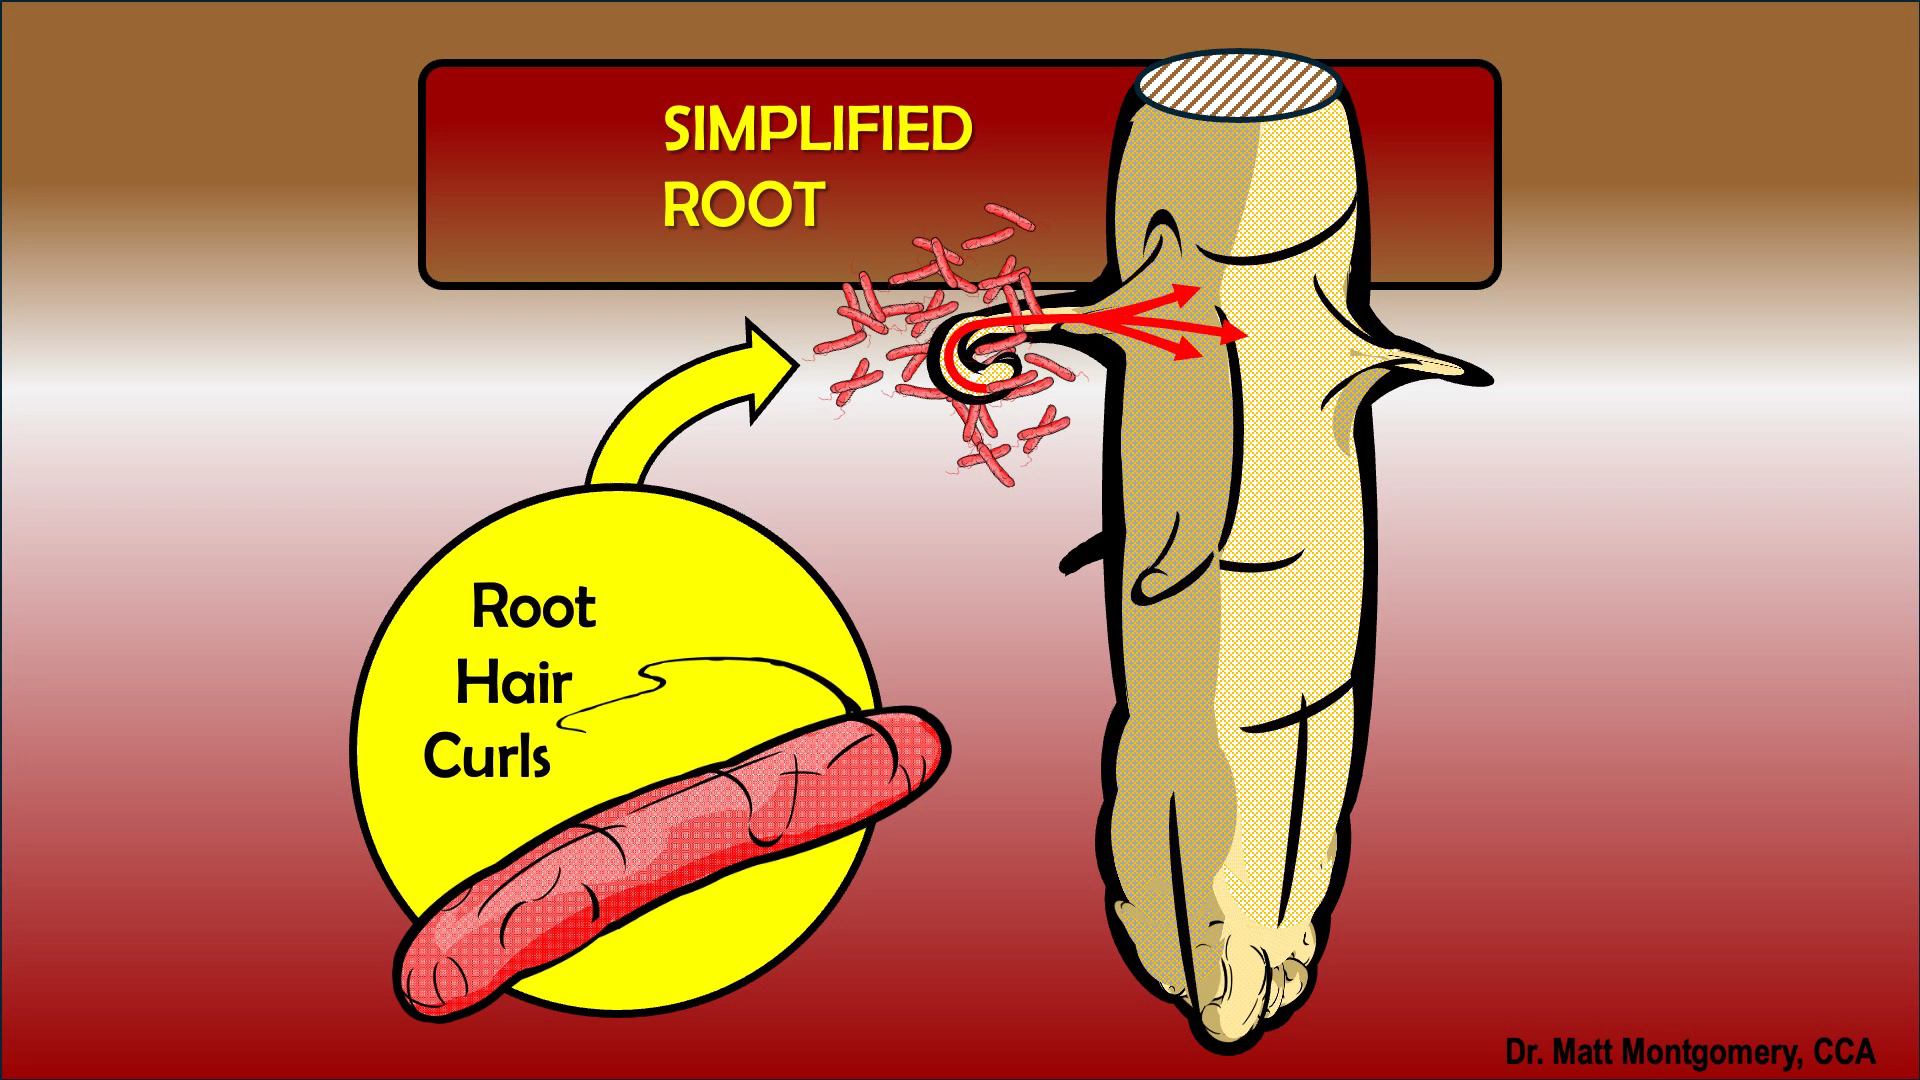 SIMPLIFIED
ROOT
Root
Hair
Curls
Dr. Matt Montgomery, CCA